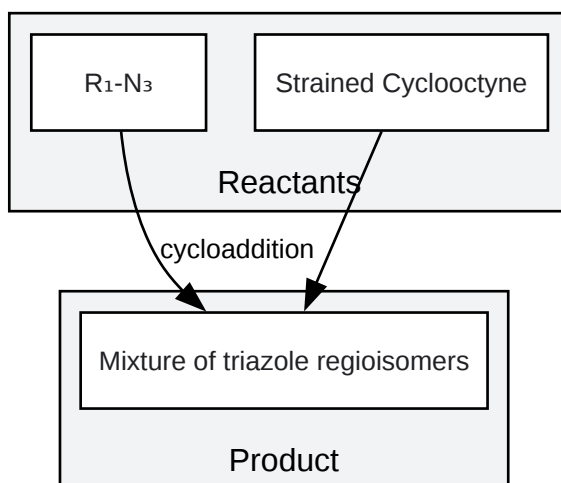 R₁-N₃
Strained Cyclooctyne
Reactants
cycloaddition
Mixture of triazole regioisomers
Product